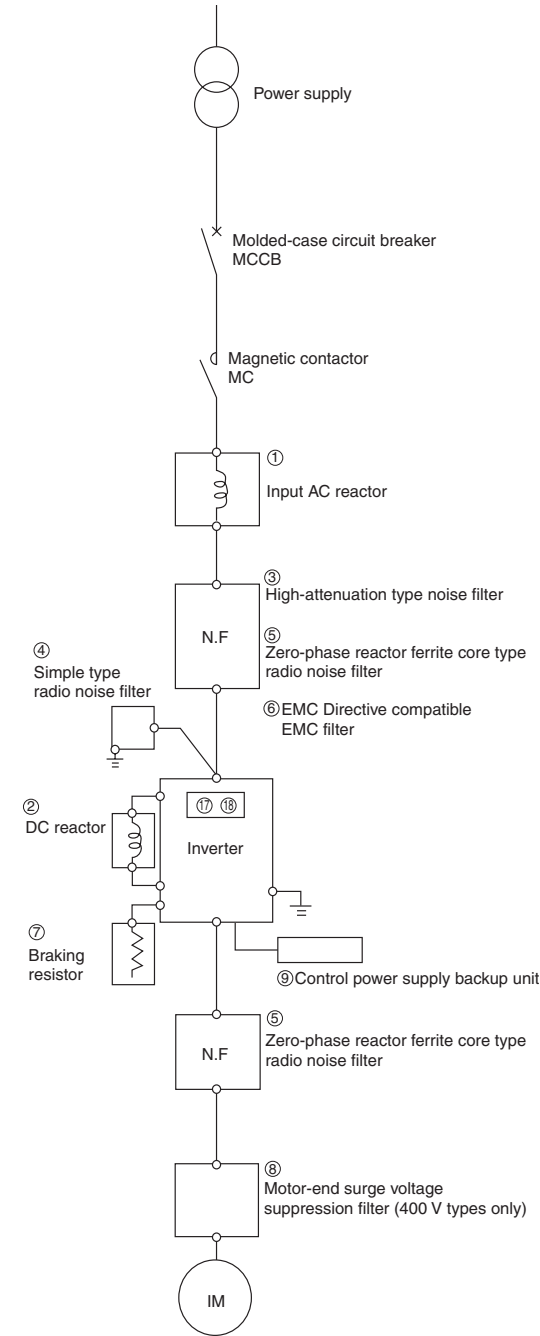 Power supply
Molded-case circuit breaker
MCCB
Magnetic contactor
MC
①
Input AC reactor
③
High-attenuation type noise filter
N.F
⑤
Zero-phase reactor ferrite core type
radio noise filter
④
Simple type
radio noise filter
⑥EMC Directive compatible
EMC filter
②
DC reactor
⑰ ⑱
Inverter
⑦
Braking
resistor
⑨Control power supply backup unit
⑤
Zero-phase reactor ferrite core type
radio noise filter
N.F
⑧
Motor-end surge voltage
suppression filter (400 V types only)
IM